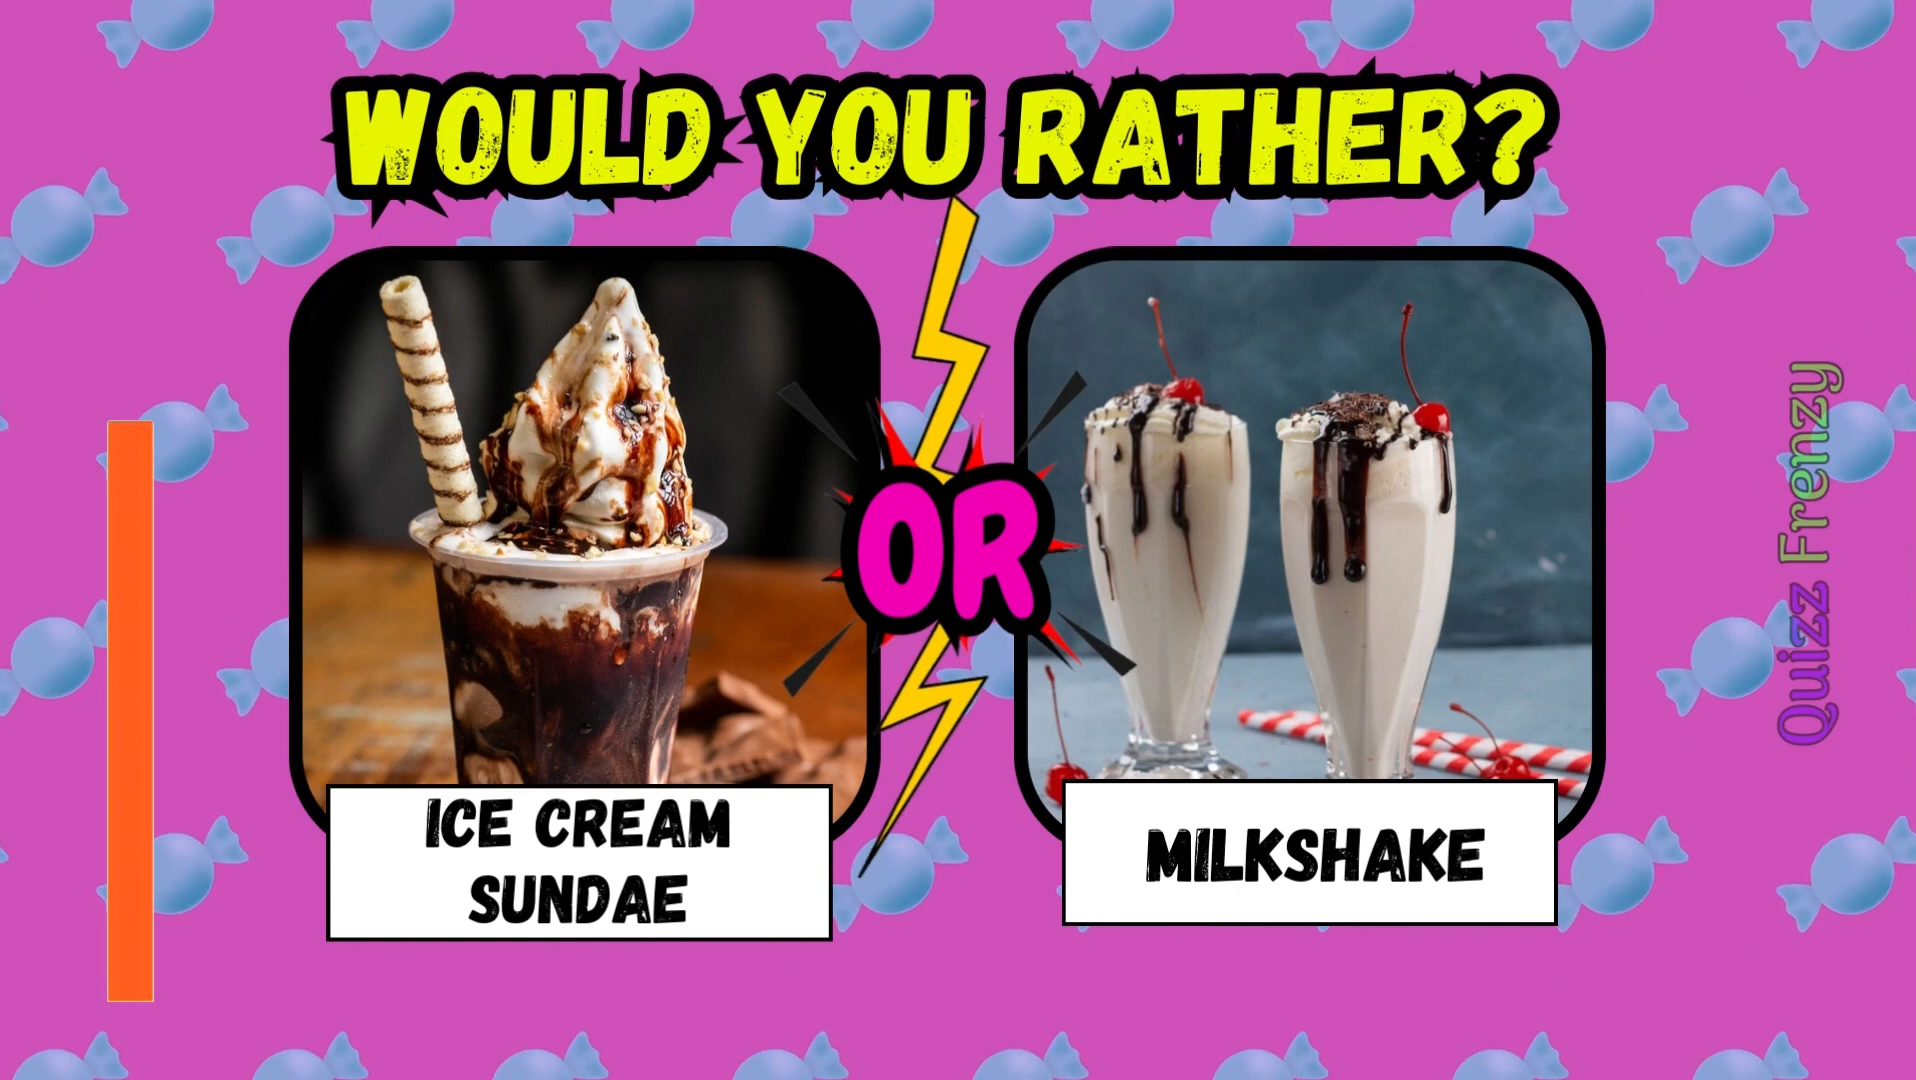 WOULD YOU RATHER?
OR
ICE CREAM
SUNDAE
MILKSHAKE
Quizz Frenzy